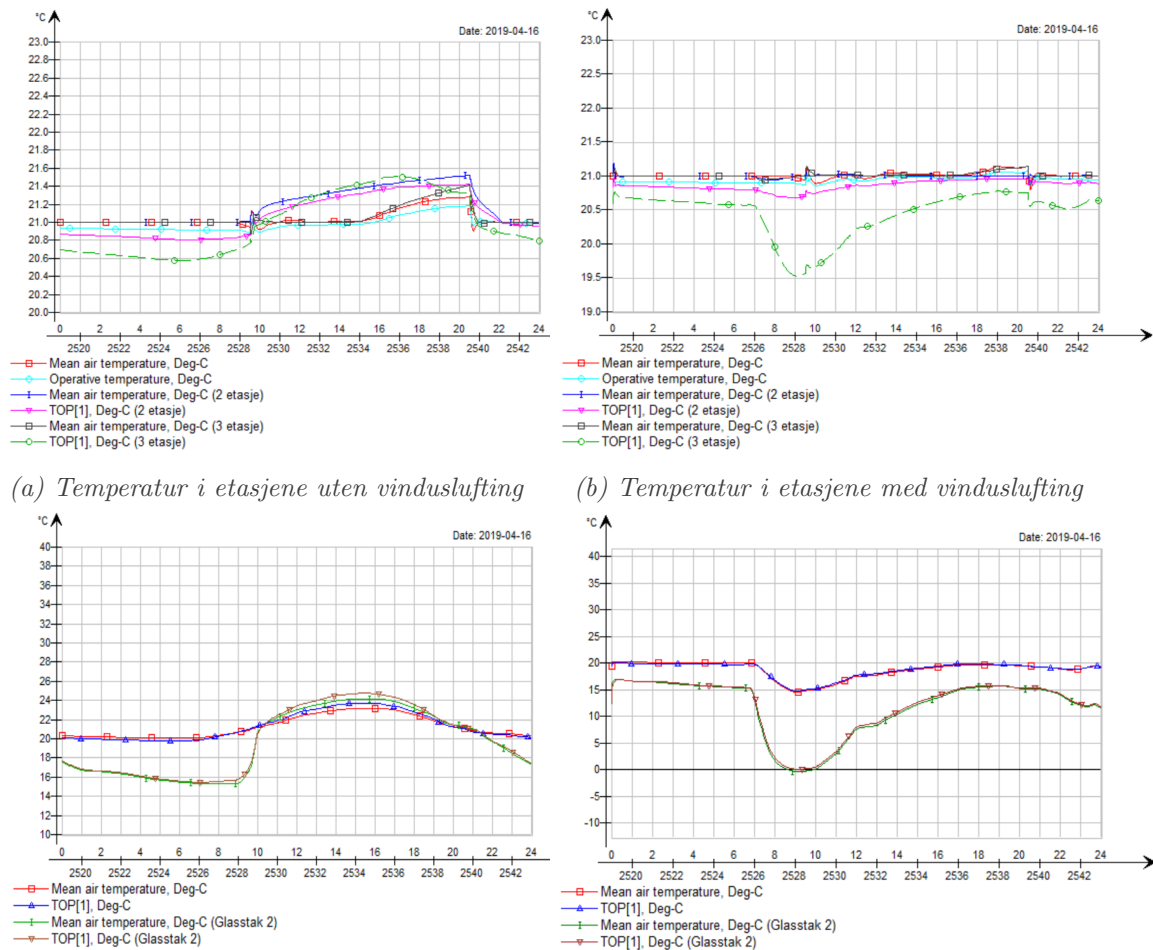 °C
Date: 2019-04-16
23.0
22.8
22.6
22.4
22.2
22.0
21.8
21.6
21.4
21.2
21.0
20.8
20.6
20.4
20.2
20.0
0 2 4 6 8 10 12 14 16 18 20 22 24
2520 2522 2524 2526 2528 2530 2532 2534 2536 2538 2540 2542
Mean air temperature, Deg-C
Operative temperature, Deg-C
Mean air temperature, Deg-C (2 etasje)
TOP[1], Deg-C (2 etasje)
Mean air temperature, Deg-C (3 etasje)
TOP[1], Deg-C (3 etasje)
(a) Temperatur i etasjene uten vinduslufting
°C
Date: 2019-04-16
23.0
22.5
22.0
21.5
21.0
20.5
20.0
19.5
19.0
0 2 4 6 8 10 12 14 16 18 20 22 24
2520 2522 2524 2526 2528 2530 2532 2534 2536 2538 2540 2542
Mean air temperature, Deg-C
Operative temperature, Deg-C
Mean air temperature, Deg-C (2 etasje)
TOP[1], Deg-C (2 etasje)
Mean air temperature, Deg-C (3 etasje)
TOP[1], Deg-C (3 etasje)
(b) Temperatur i etasjene med vinduslufting
°C
Date: 2019-04-16
40
38
36
34
32
30
28
26
24
22
20
18
16
14
12
10
0 2 4 6 8 10 12 14 16 18 20 22 24
2520 2522 2524 2526 2528 2530 2532 2534 2536 2538 2540 2542
Mean air temperature, Deg-C
TOP[1], Deg-C
Mean air temperature, Deg-C (Glasstak 2)
TOP[1], Deg-C (Glasstak 2)
°C
Date: 2019-04-16
40
35
30
25
20
15
10
5
0
-5
-10
0 2 4 6 8 10 12 14 16 18 20 22 24
2520 2522 2524 2526 2528 2530 2532 2534 2536 2538 2540 2542
Mean air temperature, Deg-C
TOP[1], Deg-C
Mean air temperature, Deg-C (Glasstak 2)
TOP[1], Deg-C (Glasstak 2)